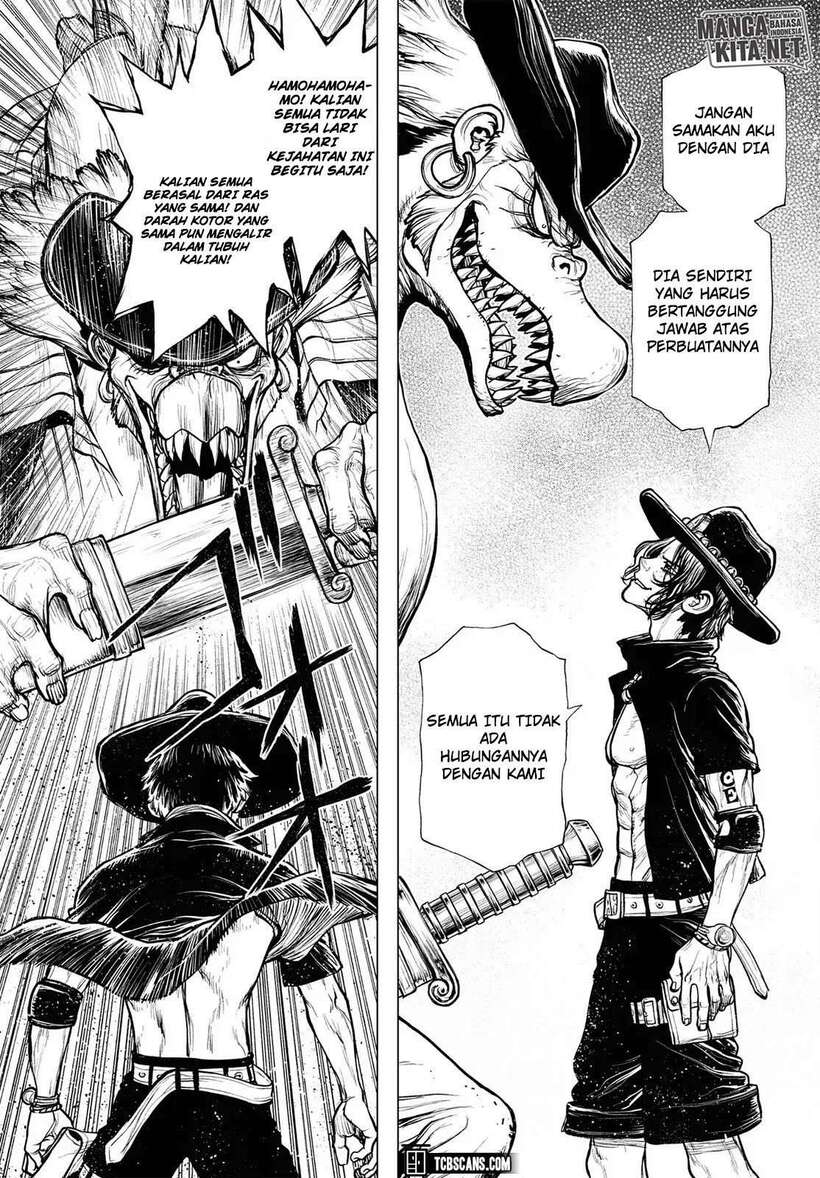 MANGA
KITA.NET
BACA MANGA
BAHASA
INDONESIA
JANGAN
SAMAKAN AKU
DENGAN DIA
DIA SENDIRI
YANG HARUS
BERTANGGUNG
JAWAB ATAS
PERBUATANNYA
SEMUA ITU TIDAK
ADA
HUBUNGANNYA
DENGAN KAMI
HAMOHAMOHA-
MO! KALIAN
SEMUA TIDAK
BISA LARI
DARI
KEJAHATAN INI
BEGITU SAJA!
KALIAN SEMUA
BERASAL DARI RAS
YANG SAMA! DAN
DARAH KOTOR YANG
SAMA PUN MENGALIR
DALAM TUBUH
KALIAN!
TCBSCANS.COM